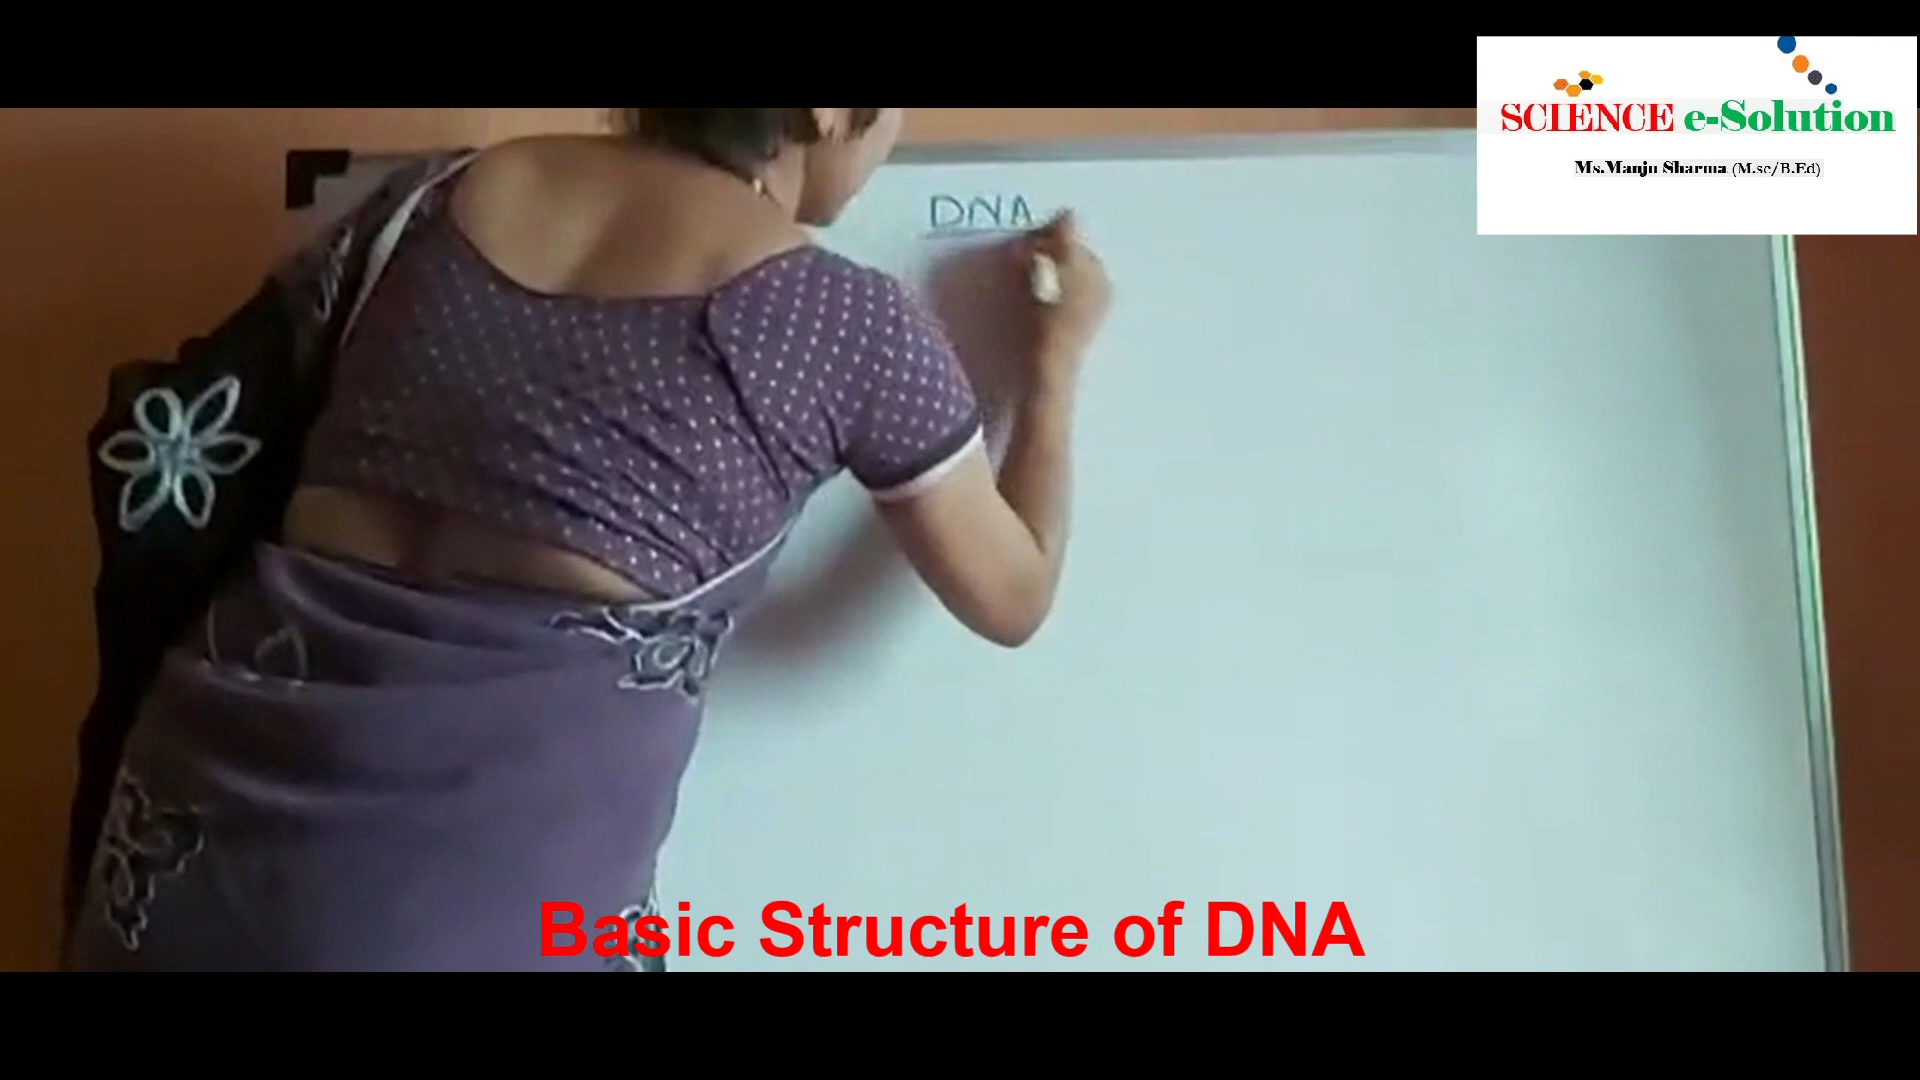 SCIENCE e-Solution
Ms.Manju Sharma (M.sc/B.Ed)
DNA
Basic Structure of DNA